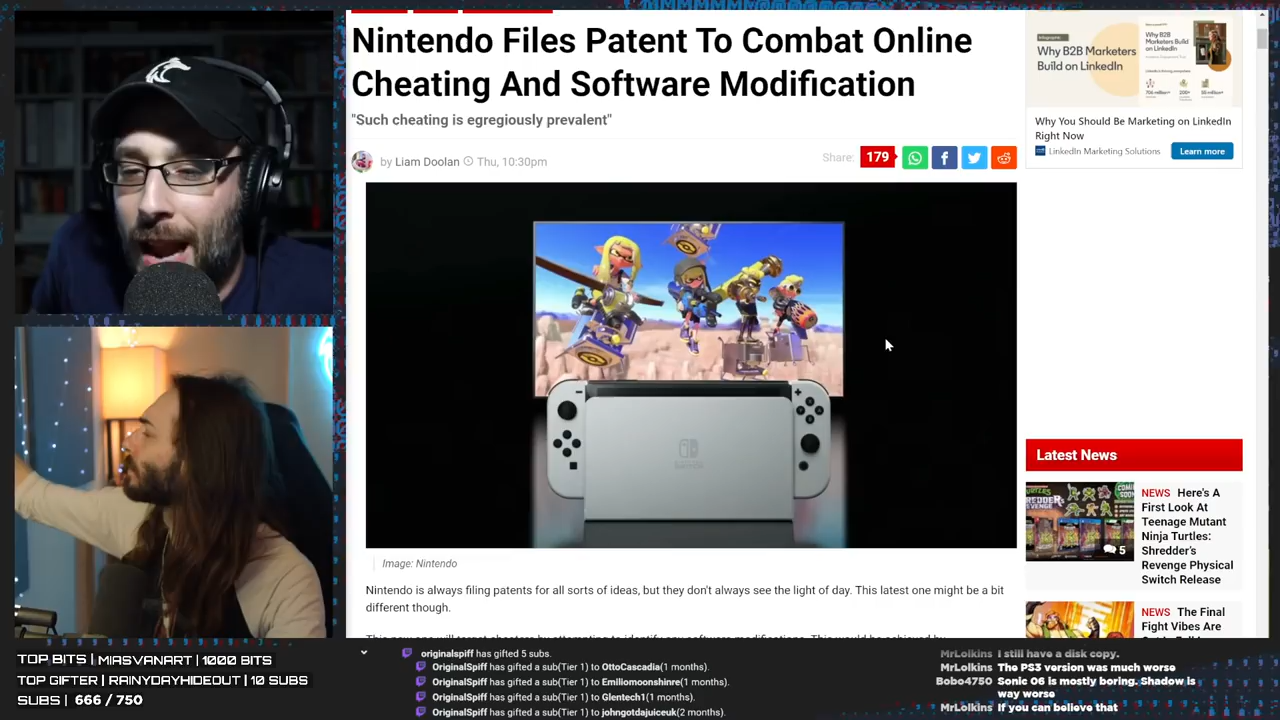 Nintendo Files Patent To Combat Online
Cheating And Software Modification
"Such cheating is egregiously prevalent"
by Liam Doolan Thu, 10:30pm
Share: 179
Image: Nintendo
Nintendo is always filing patents for all sorts of ideas, but they don't always see the light of day. This latest one might be a bit
different though.
Why B2B
Marketers
Build on
LinkedIn
Why You Should Be Marketing on LinkedIn
Right Now
LinkedIn Marketing Solutions
Learn more
Latest News
5
NEWS Here's A
First Look At
Teenage Mutant
Ninja Turtles:
Shredder's
Revenge Physical
Switch Release
NEWS The Final
Fight Vibes Are
TOP BITS | MIASVANART | 1000 BITS
TOP GIFTER | RAINYDAYHIDEOUT | 10 SUBS
SUBS | 666 / 750
originalspiff has gifted 5 subs.
OriginalSpiff has gifted a sub(Tier 1) to OttoCascadia(1 months).
OriginalSpiff has gifted a sub(Tier 1) to Emiliomoonshinre(1 months).
OriginalSpiff has gifted a sub(Tier 1) to Glentech1(1 months).
OriginalSpiff has gifted a sub(Tier 1) to johngotdajuiceuk(2 months).
MrLolkins I still have a disk copy.
MrLolkins The PS3 version was much worse
Bobo4750 Sonic 06 is mostly boring. Shadow is
way worse
MrLolkins If you can believe that